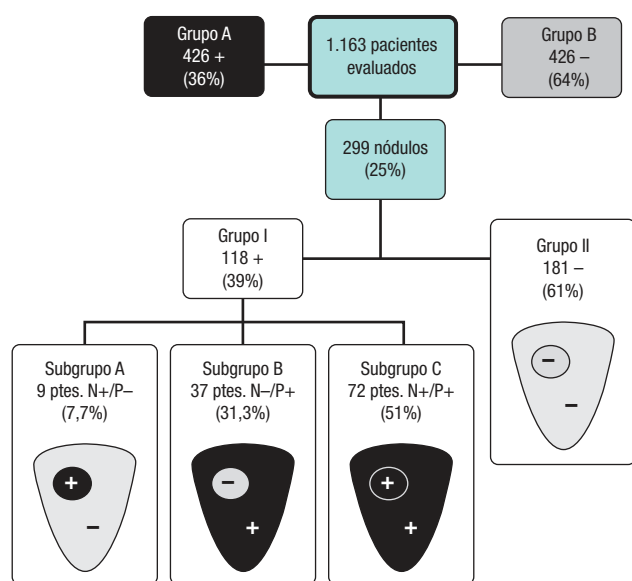 Grupo A
426 +
(36%)
1.163 pacientes
evaluados
Grupo B
426 –
(64%)
299 nódulos
(25%)
Grupo I
118 +
(39%)
Grupo II
181 –
(61%)
–
–
Subgrupo A
9 ptes. N+/P–
(7,7%)
+
–
Subgrupo B
37 ptes. N–/P+
(31,3%)
–
+
Subgrupo C
72 ptes. N+/P+
(51%)
+
+